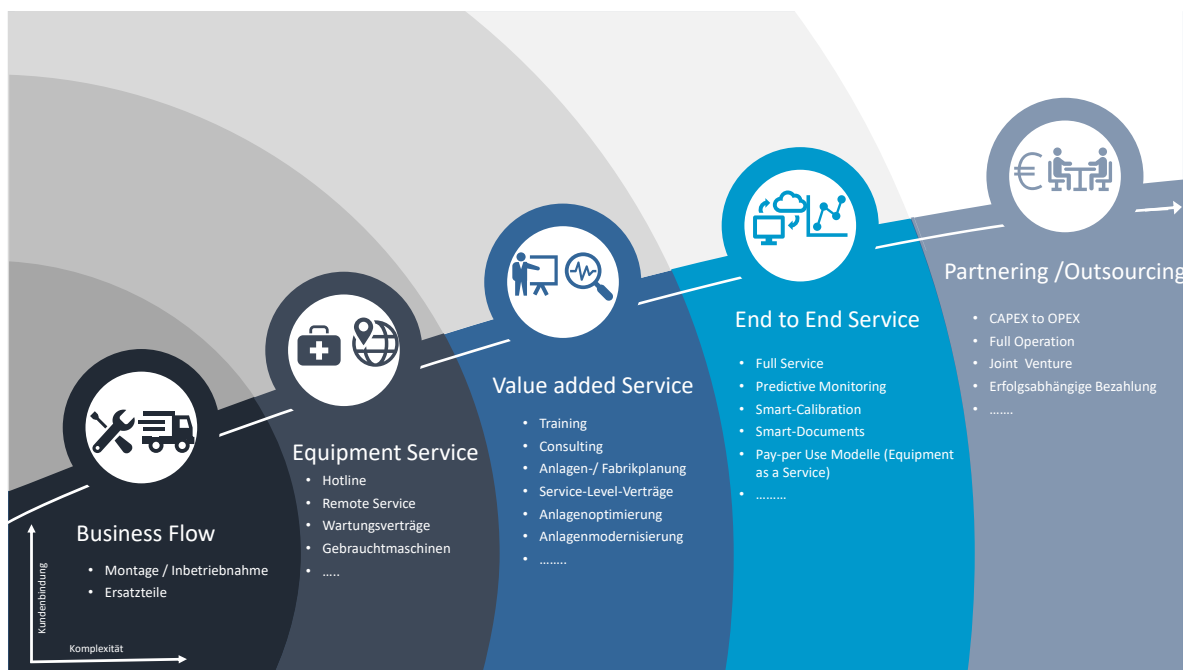 Business Flow
• Montage / Inbetriebnahme
• Ersatzteile
Kundenbindung
Komplexität
Equipment Service
• Hotline
• Remote Service
• Wartungsverträge
• Gebrauchtmaschinen
• .....
Value added Service
• Training
• Consulting
• Anlagen-/ Fabrikplanung
• Service-Level-Verträge
• Anlagenoptimierung
• Anlagenmodernisierung
• ........
End to End Service
• Full Service
• Predictive Monitoring
• Smart-Calibration
• Smart-Documents
• Pay-per Use Modelle (Equipment
as a Service)
• .........
€
Partnering /Outsourcing
• CAPEX to OPEX
• Full Operation
• Joint Venture
• Erfolgsabhängige Bezahlung
• .......